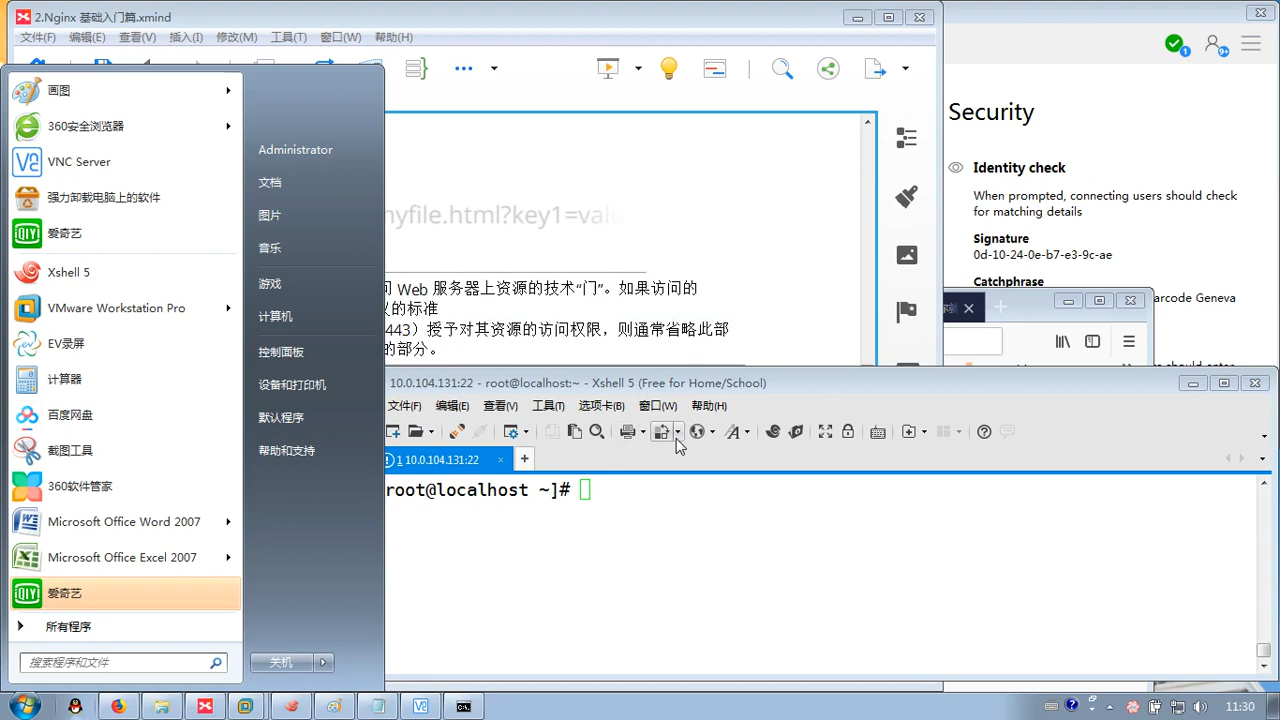 2.Nginx 基础入门篇.xmind
文件(F) 编辑(E) 查看(V) 插入(I) 修改(M) 工具(T) 窗口(W) 帮助(H)
画图
360安全浏览器
VNC Server
强力卸载电脑上的软件
爱奇艺
Xshell 5
VMware Workstation Pro
EV录屏
计算器
百度网盘
截图工具
360软件管家
Microsoft Office Word 2007
Microsoft Office Excel 2007
爱奇艺
所有程序
搜索程序和文件
Administrator
文档
图片
音乐
游戏
计算机
控制面板
设备和打印机
默认程序
帮助和支持
关机
nyfile.html?key1=valu
Web 服务器上资源的技术“门”。如果访问的
议的标准
443）授予对其资源的访问权限，则通常省略此部
的部分。
1
9+
Security
Identity check
When prompted, connecting users should check
for matching details
Signature
0d-10-24-0e-b7-e3-9c-ae
Catchphrase
arcode Geneva
10.0.104.131:22 - root@localhost:~ - Xshell 5 (Free for Home/School)
文件(F) 编辑(E) 查看(V) 工具(T) 选项卡(B) 窗口(W) 帮助(H)
1 10.0.104.131:22
root@localhost ~]#
11:30